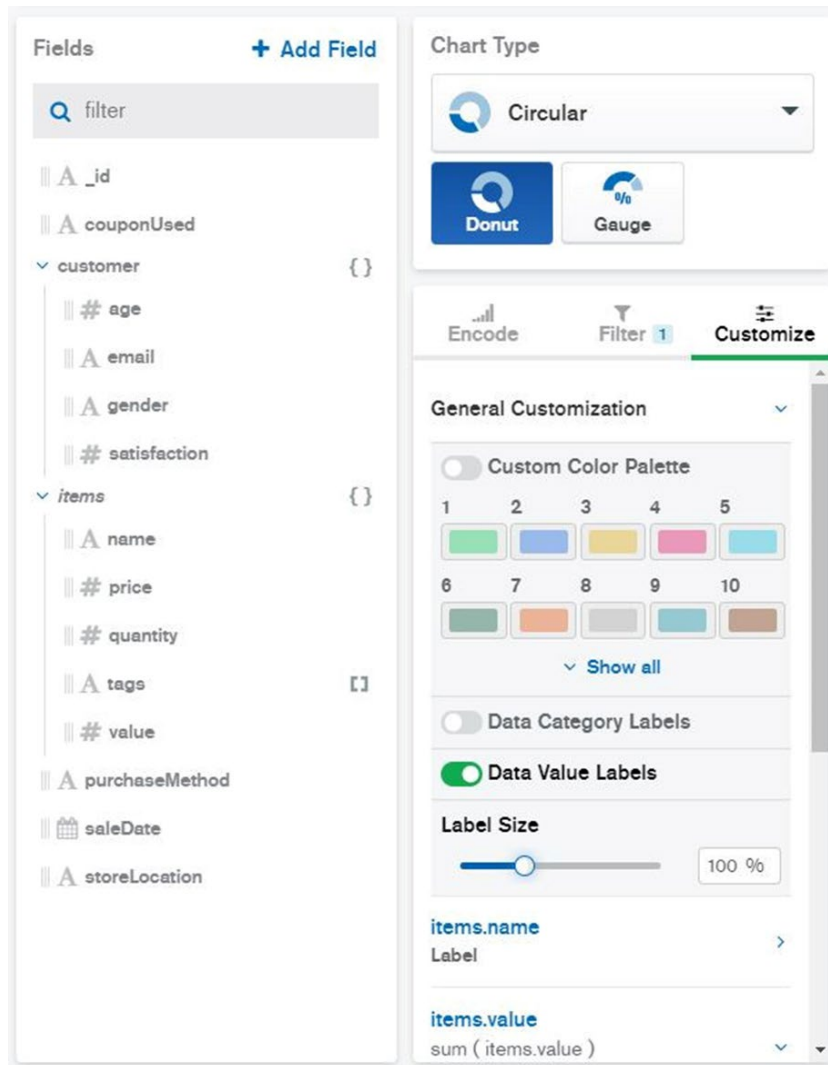 Fields
+ Add Field
filter
A _id
A couponUsed
customer { }
# age
A email
A gender
# satisfaction
items { }
A name
# price
# quantity
A tags [ ]
# value
A purchaseMethod
saleDate
A storeLocation
Chart Type
Circular
Donut
%
Gauge
Encode
Filter 1
Customize
General Customization
Custom Color Palette
1 2 3 4 5
6 7 8 9 10
Show all
Data Category Labels
Data Value Labels
Label Size
100 %
items.name
Label
items.value
sum ( items.value )